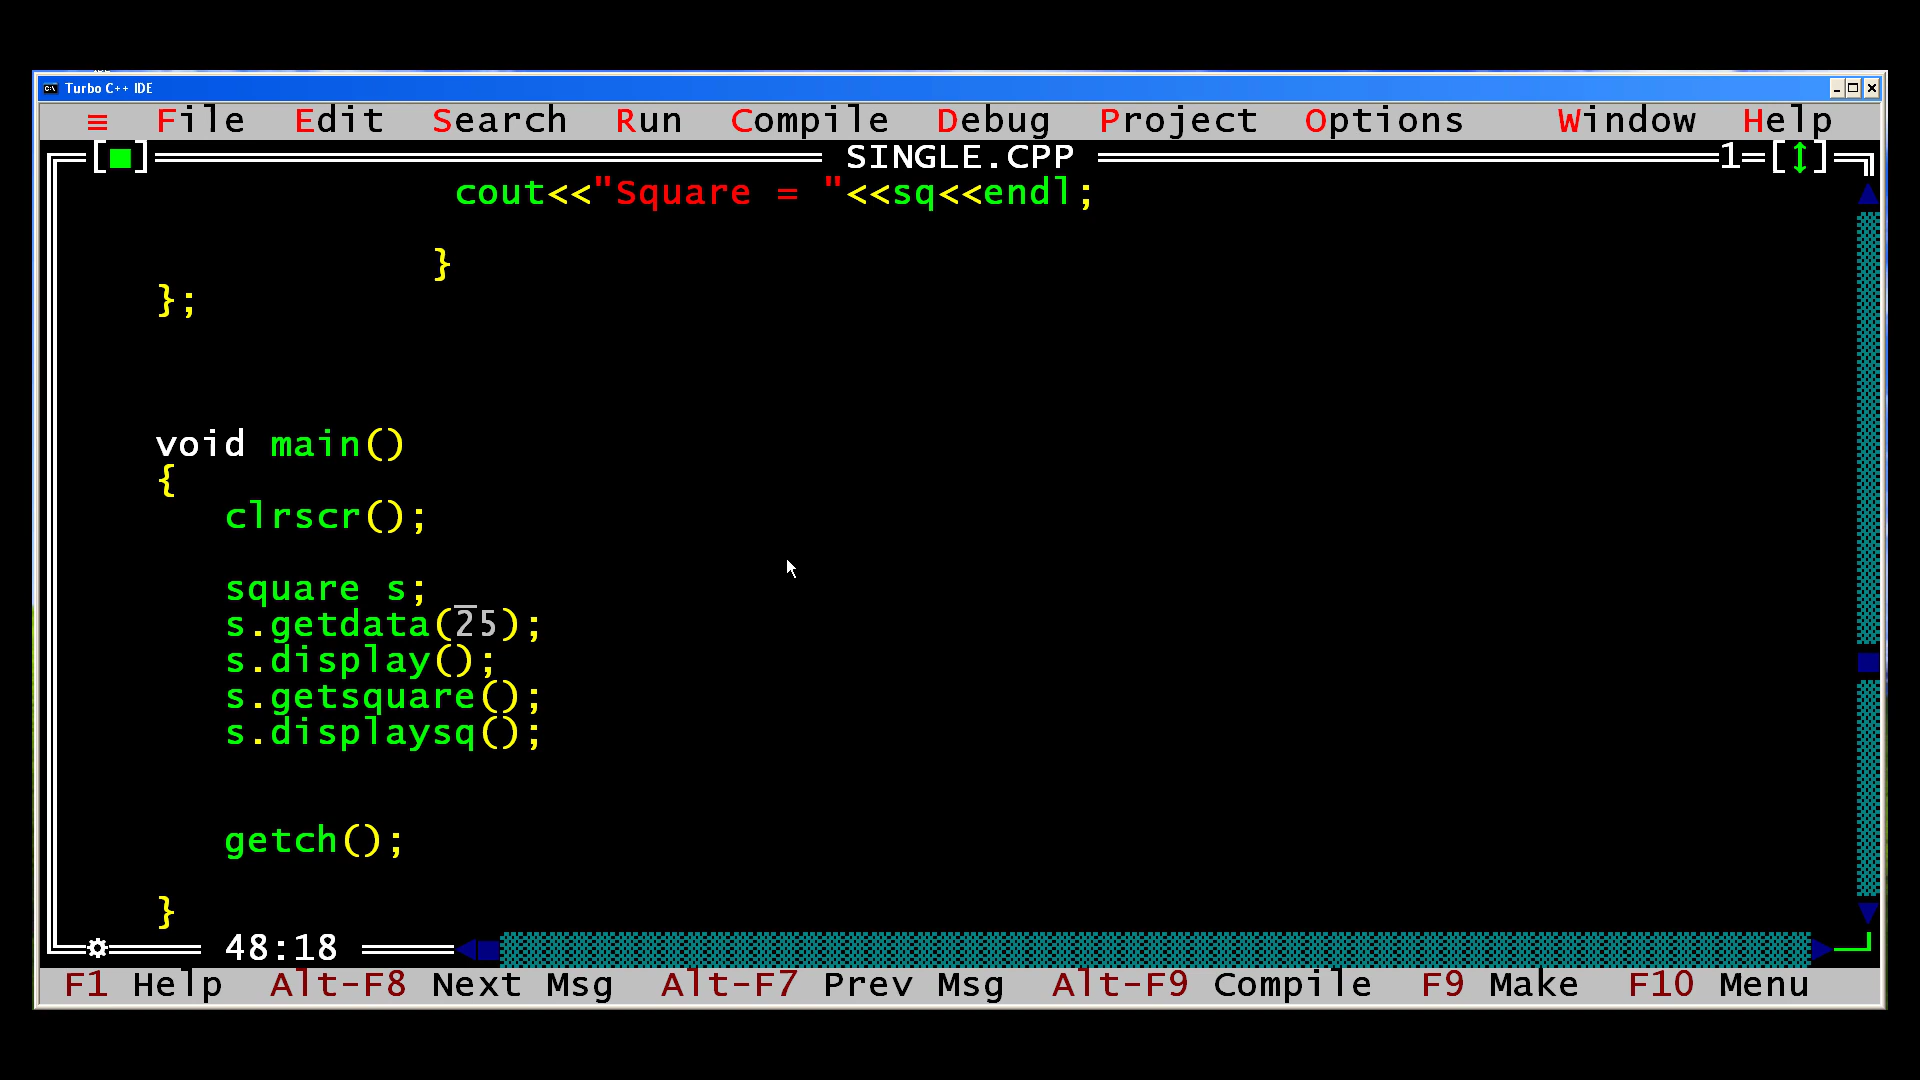 Turbo C++ IDE
≡ File Edit Search Run Compile Debug Project Options Window Help
[■] SINGLE.CPP 1=[↕]
cout<<"Square = "<<sq<<endl;
}
};
void main()
{
clrscr();
square s;
s.getdata(25);
s.display();
s.getsquare();
s.displaysq();
getch();
}
48:18
F1 Help Alt-F8 Next Msg Alt-F7 Prev Msg Alt-F9 Compile F9 Make F10 Menu